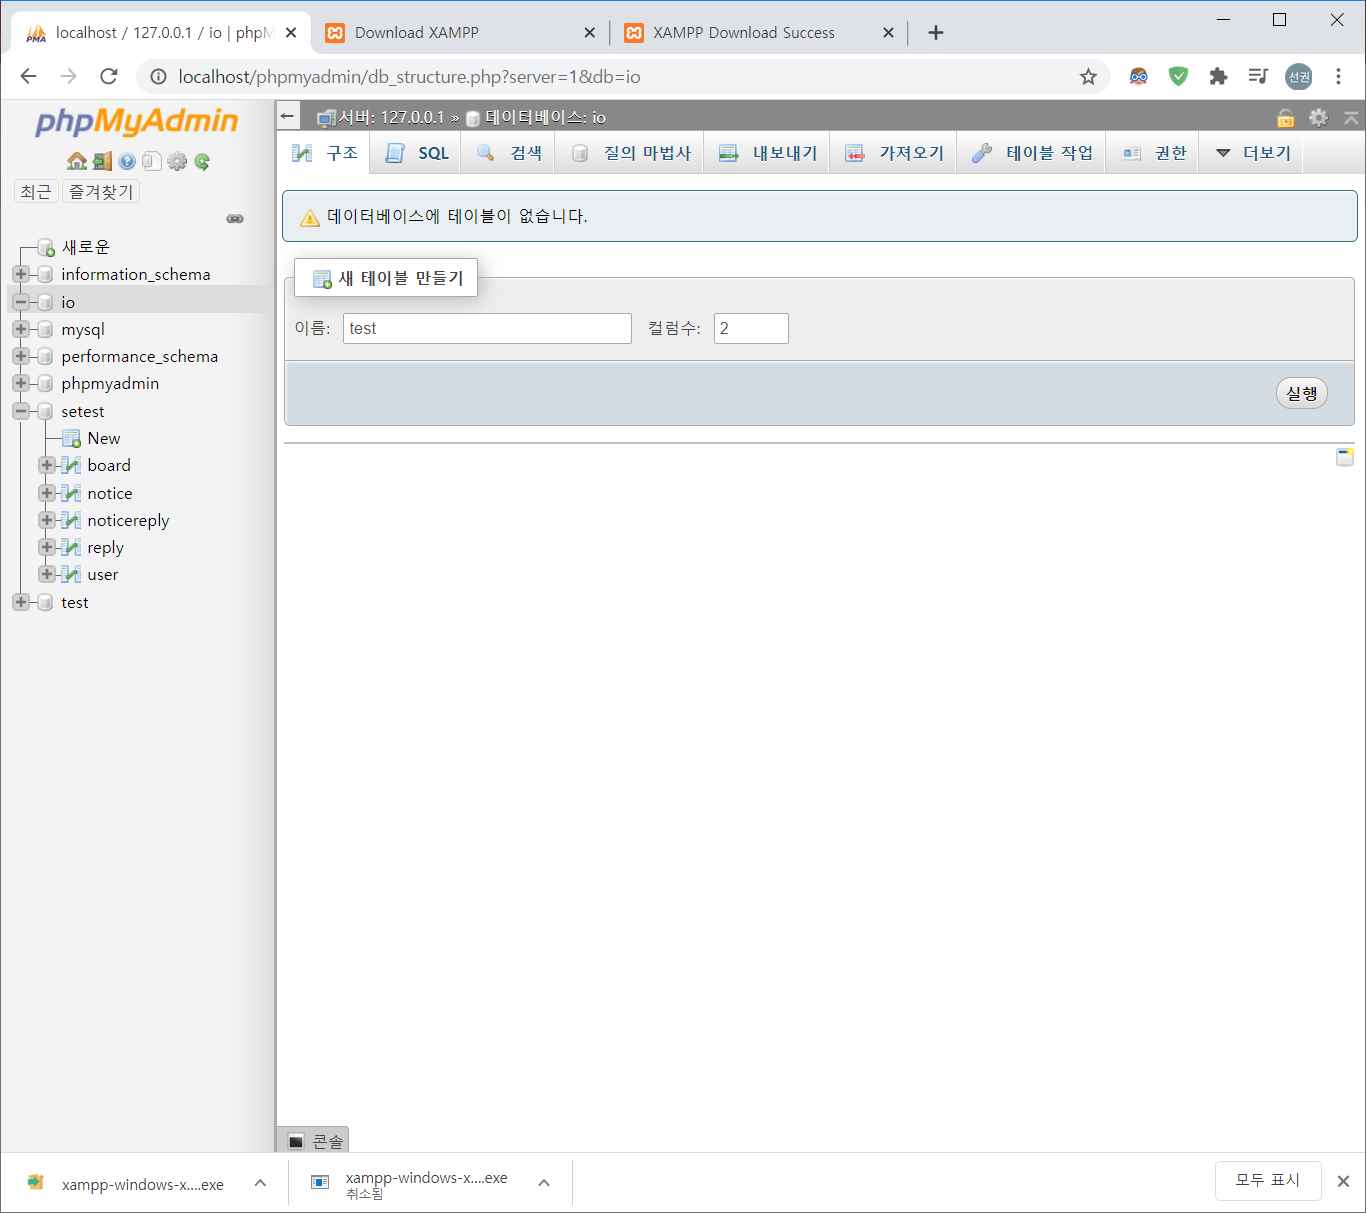 localhost / 127.0.0.1 / io | phpM
Download XAMPP
XAMPP Download Success
localhost/phpmyadmin/db_structure.php?server=1&db=io
선권
phpMyAdmin
최근 즐겨찾기
새로운
information_schema
io
mysql
performance_schema
phpmyadmin
setest
New
board
notice
noticereply
reply
user
test
서버: 127.0.0.1 » 데이터베이스: io
구조 SQL 검색 질의 마법사 내보내기 가져오기 테이블 작업 권한 더보기
데이터베이스에 테이블이 없습니다.
새 테이블 만들기
이름: test 컬럼수: 2
실행
콘솔
xampp-windows-x....exe
xampp-windows-x....exe
취소됨
모두 표시